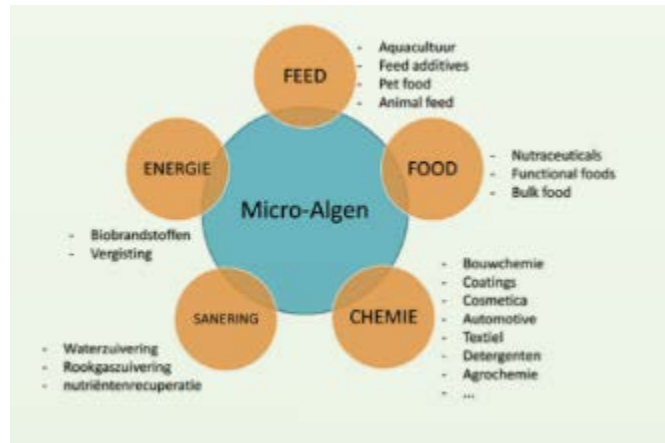 FEED
- Aquacultuur
- Feed additives
- Pet food
- Animal feed
ENERGIE
- Biobrandstoffen
- Vergisting
Micro-Algen
FOOD
- Nutraceuticals
- Functional foods
- Bulk food
SANERING
- Waterzuivering
- Rookgaszuivering
- nutriëntenrecuperatie
CHEMIE
- Bouwchemie
- Coatings
- Cosmetica
- Automotive
- Textiel
- Detergenten
- Agrochemie
- ...